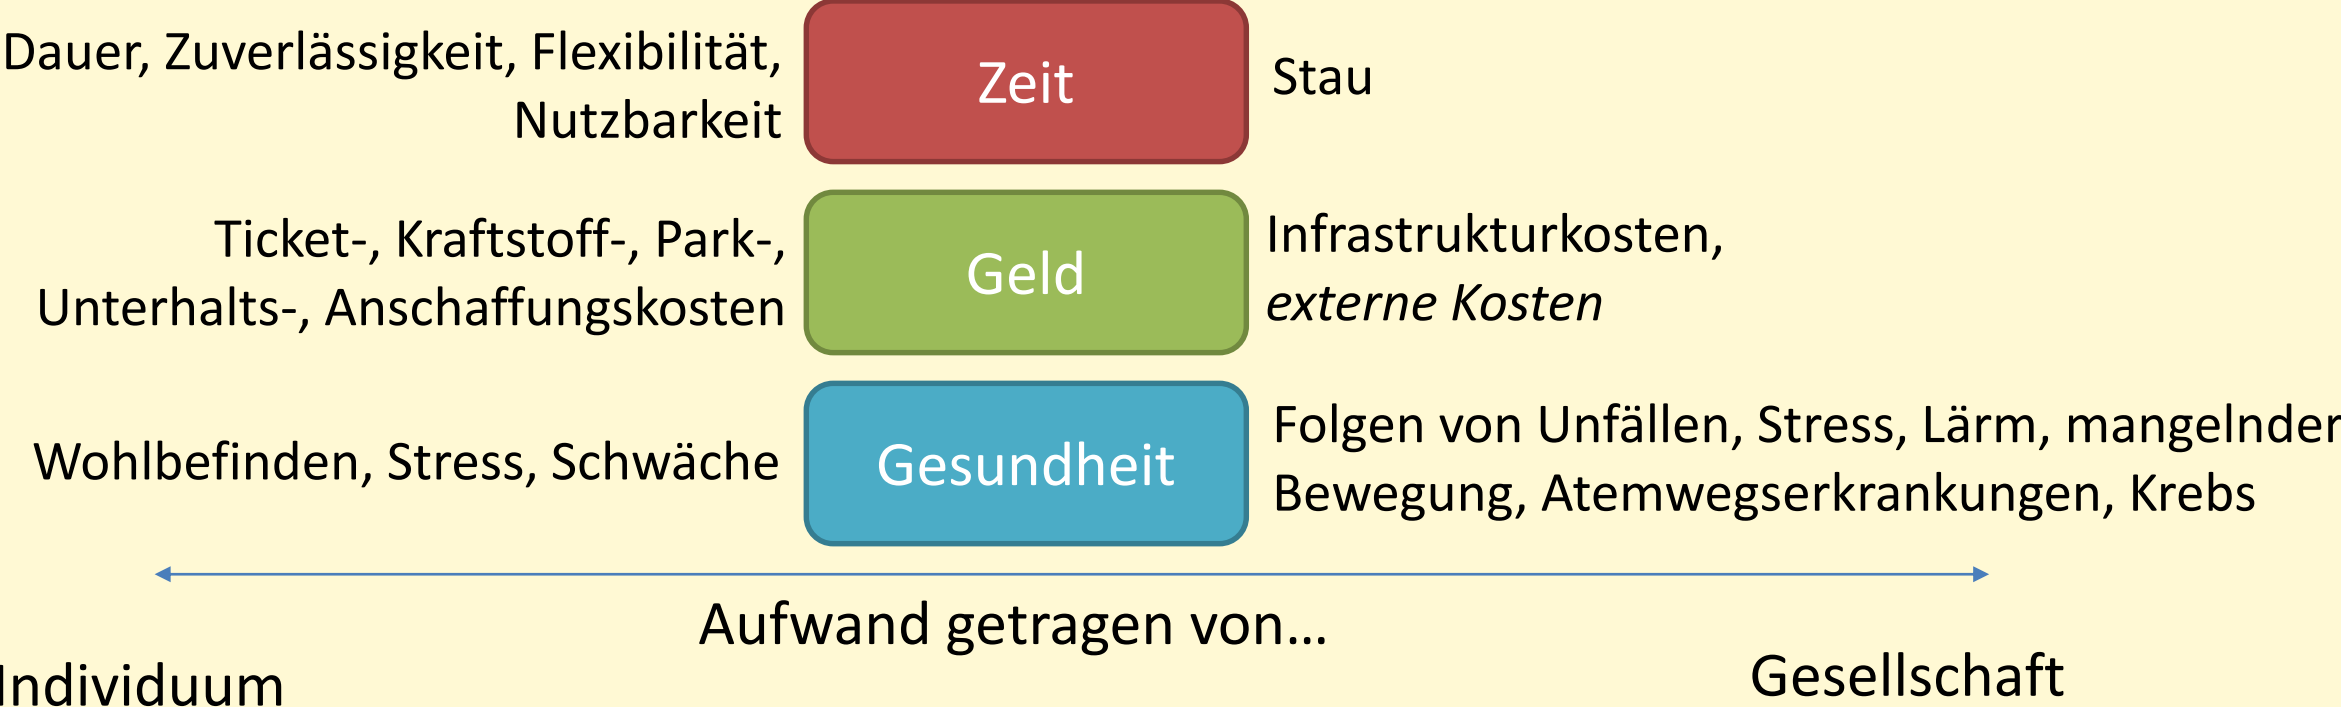 Dauer, Zuverlässigkeit, Flexibilität,
Nutzbarkeit
Zeit
Stau
Ticket-, Kraftstoff-, Park-,
Unterhalts-, Anschaffungskosten
Geld
Infrastrukturkosten,
externe Kosten
Wohlbefinden, Stress, Schwäche
Gesundheit
Folgen von Unfällen, Stress, Lärm, mangelnder
Bewegung, Atemwegserkrankungen, Krebs
Aufwand getragen von...
Individuum
Gesellschaft